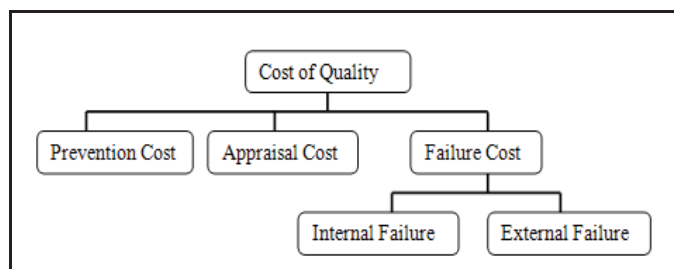 Cost of Quality
Prevention Cost
Appraisal Cost
Failure Cost
Internal Failure
External Failure